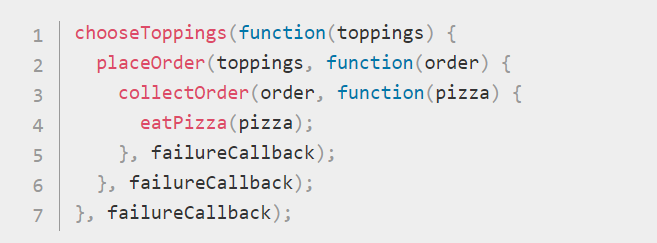 1 chooseToppings(function(toppings) {
2   placeOrder(toppings, function(order) {
3     collectOrder(order, function(pizza) {
4       eatPizza(pizza);
5     }, failureCallback);
6   }, failureCallback);
7 }, failureCallback);